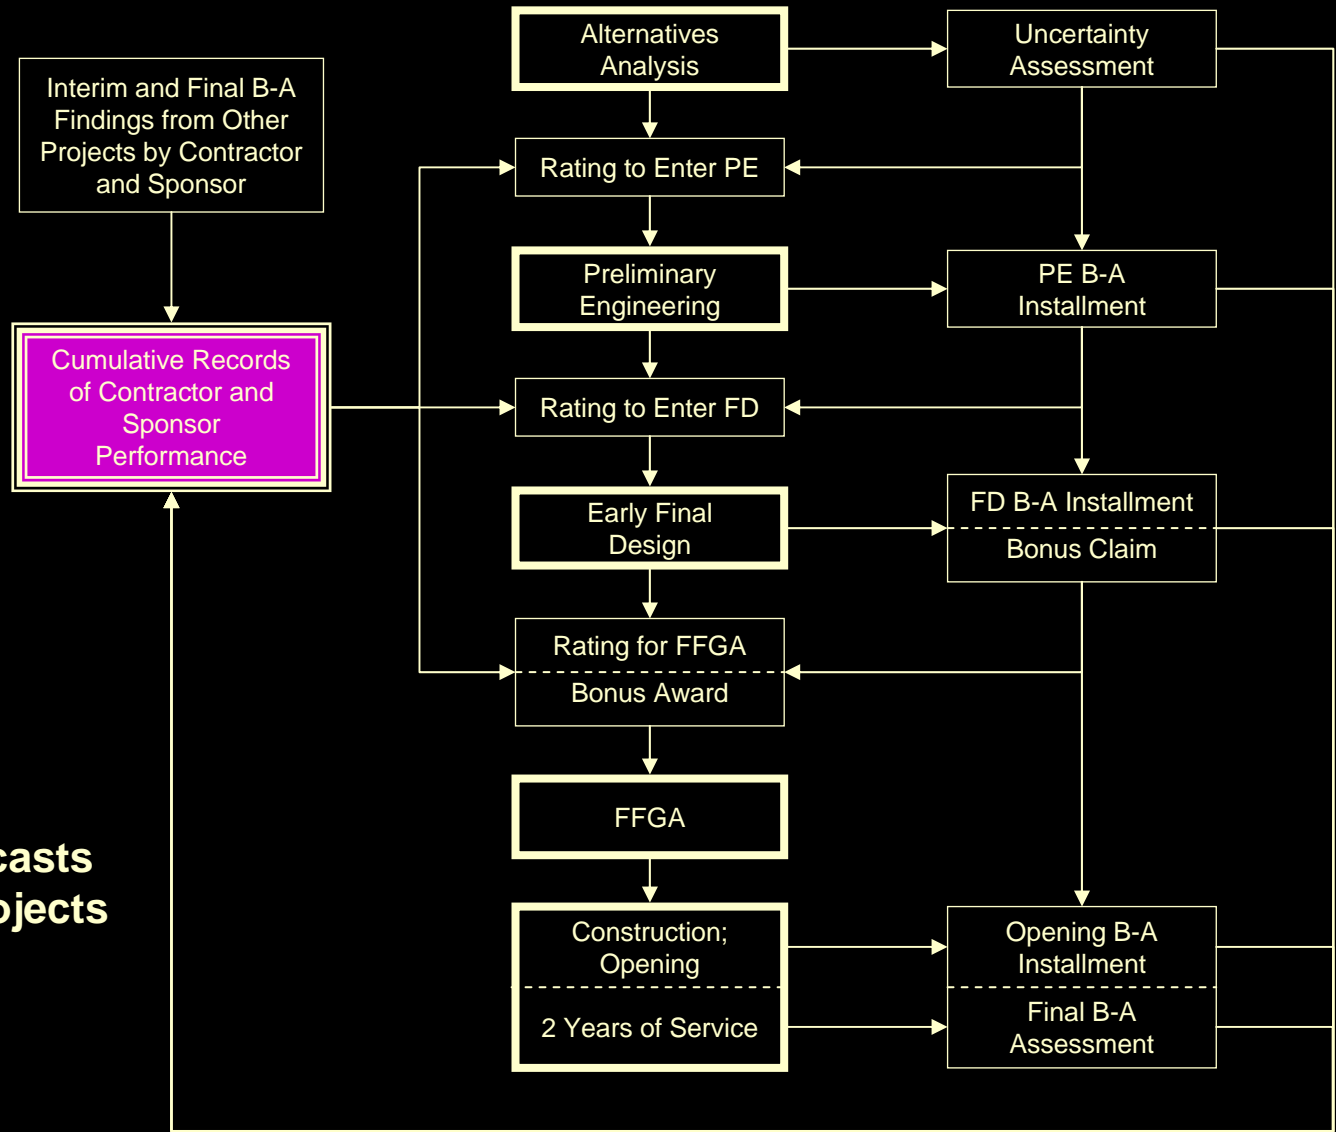 Alternatives
Analysis
Uncertainty
Assessment
Interim and Final B-A
Findings from Other
Projects by Contractor
and Sponsor
Rating to Enter PE
Preliminary
Engineering
PE B-A
Installment
Cumulative Records
of Contractor and
Sponsor
Performance
Rating to Enter FD
Early Final
Design
FD B-A Installment
Bonus Claim
Rating for FFGA
Bonus Award
FFGA
Construction;
Opening
2 Years of Service
Opening B-A
Installment
Final B-A
Assessment